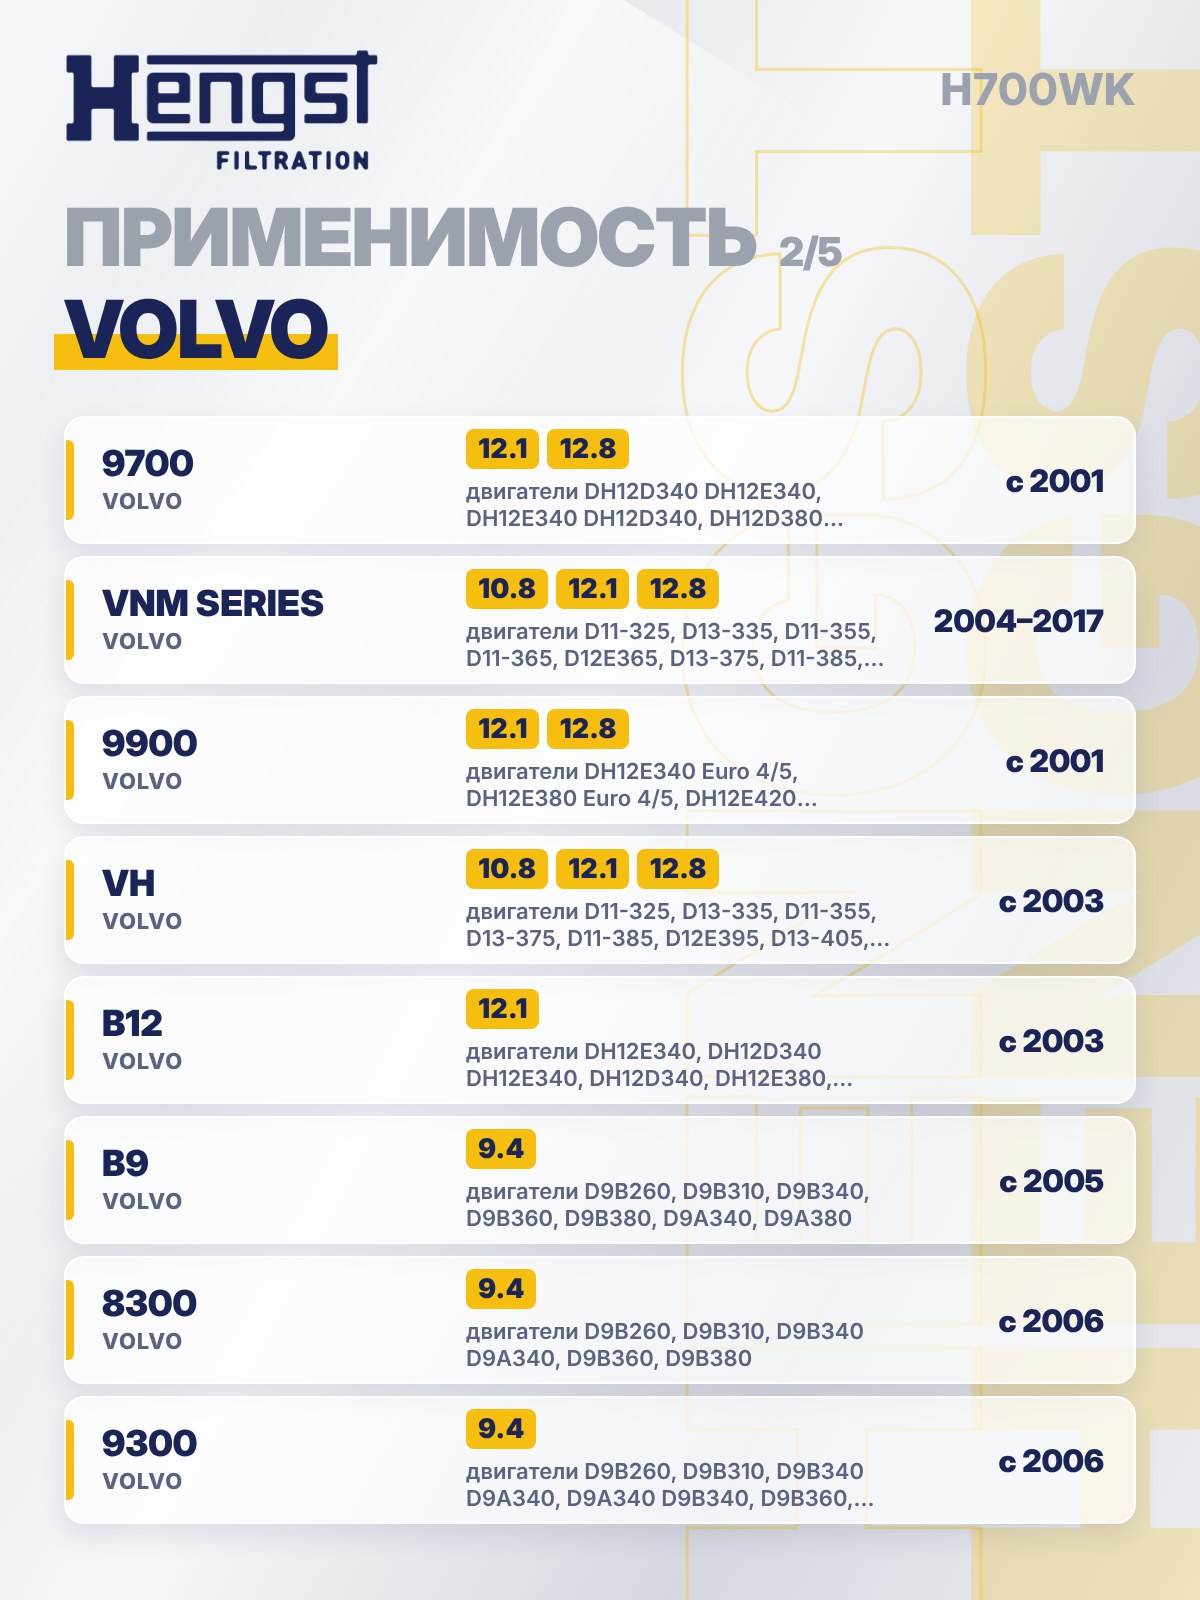 Hengst
FILTRATION
H700WK
ПРИМЕНИМОСТЬ 2/5
VOLVO
9700
VOLVO
12.1 12.8
двигатели DH12D340 DH12E340,
DH12E340 DH12D340, DH12D380...
с 2001
VNM SERIES
VOLVO
10.8 12.1 12.8
двигатели D11-325, D13-335, D11-355,
D11-365, D12E365, D13-375, D11-385,...
2004–2017
9900
VOLVO
12.1 12.8
двигатели DH12E340 Euro 4/5,
DH12E380 Euro 4/5, DH12E420...
с 2001
VH
VOLVO
10.8 12.1 12.8
двигатели D11-325, D13-335, D11-355,
D13-375, D11-385, D12E395, D13-405,...
с 2003
B12
VOLVO
12.1
двигатели DH12E340, DH12D340
DH12E340, DH12D340, DH12E380,...
с 2003
B9
VOLVO
9.4
двигатели D9B260, D9B310, D9B340,
D9B360, D9B380, D9A340, D9A380
с 2005
8300
VOLVO
9.4
двигатели D9B260, D9B310, D9B340
D9A340, D9B360, D9B380
с 2006
9300
VOLVO
9.4
двигатели D9B260, D9B310, D9B340
D9A340, D9A340 D9B340, D9B360,...
с 2006
HENGST
HENGST